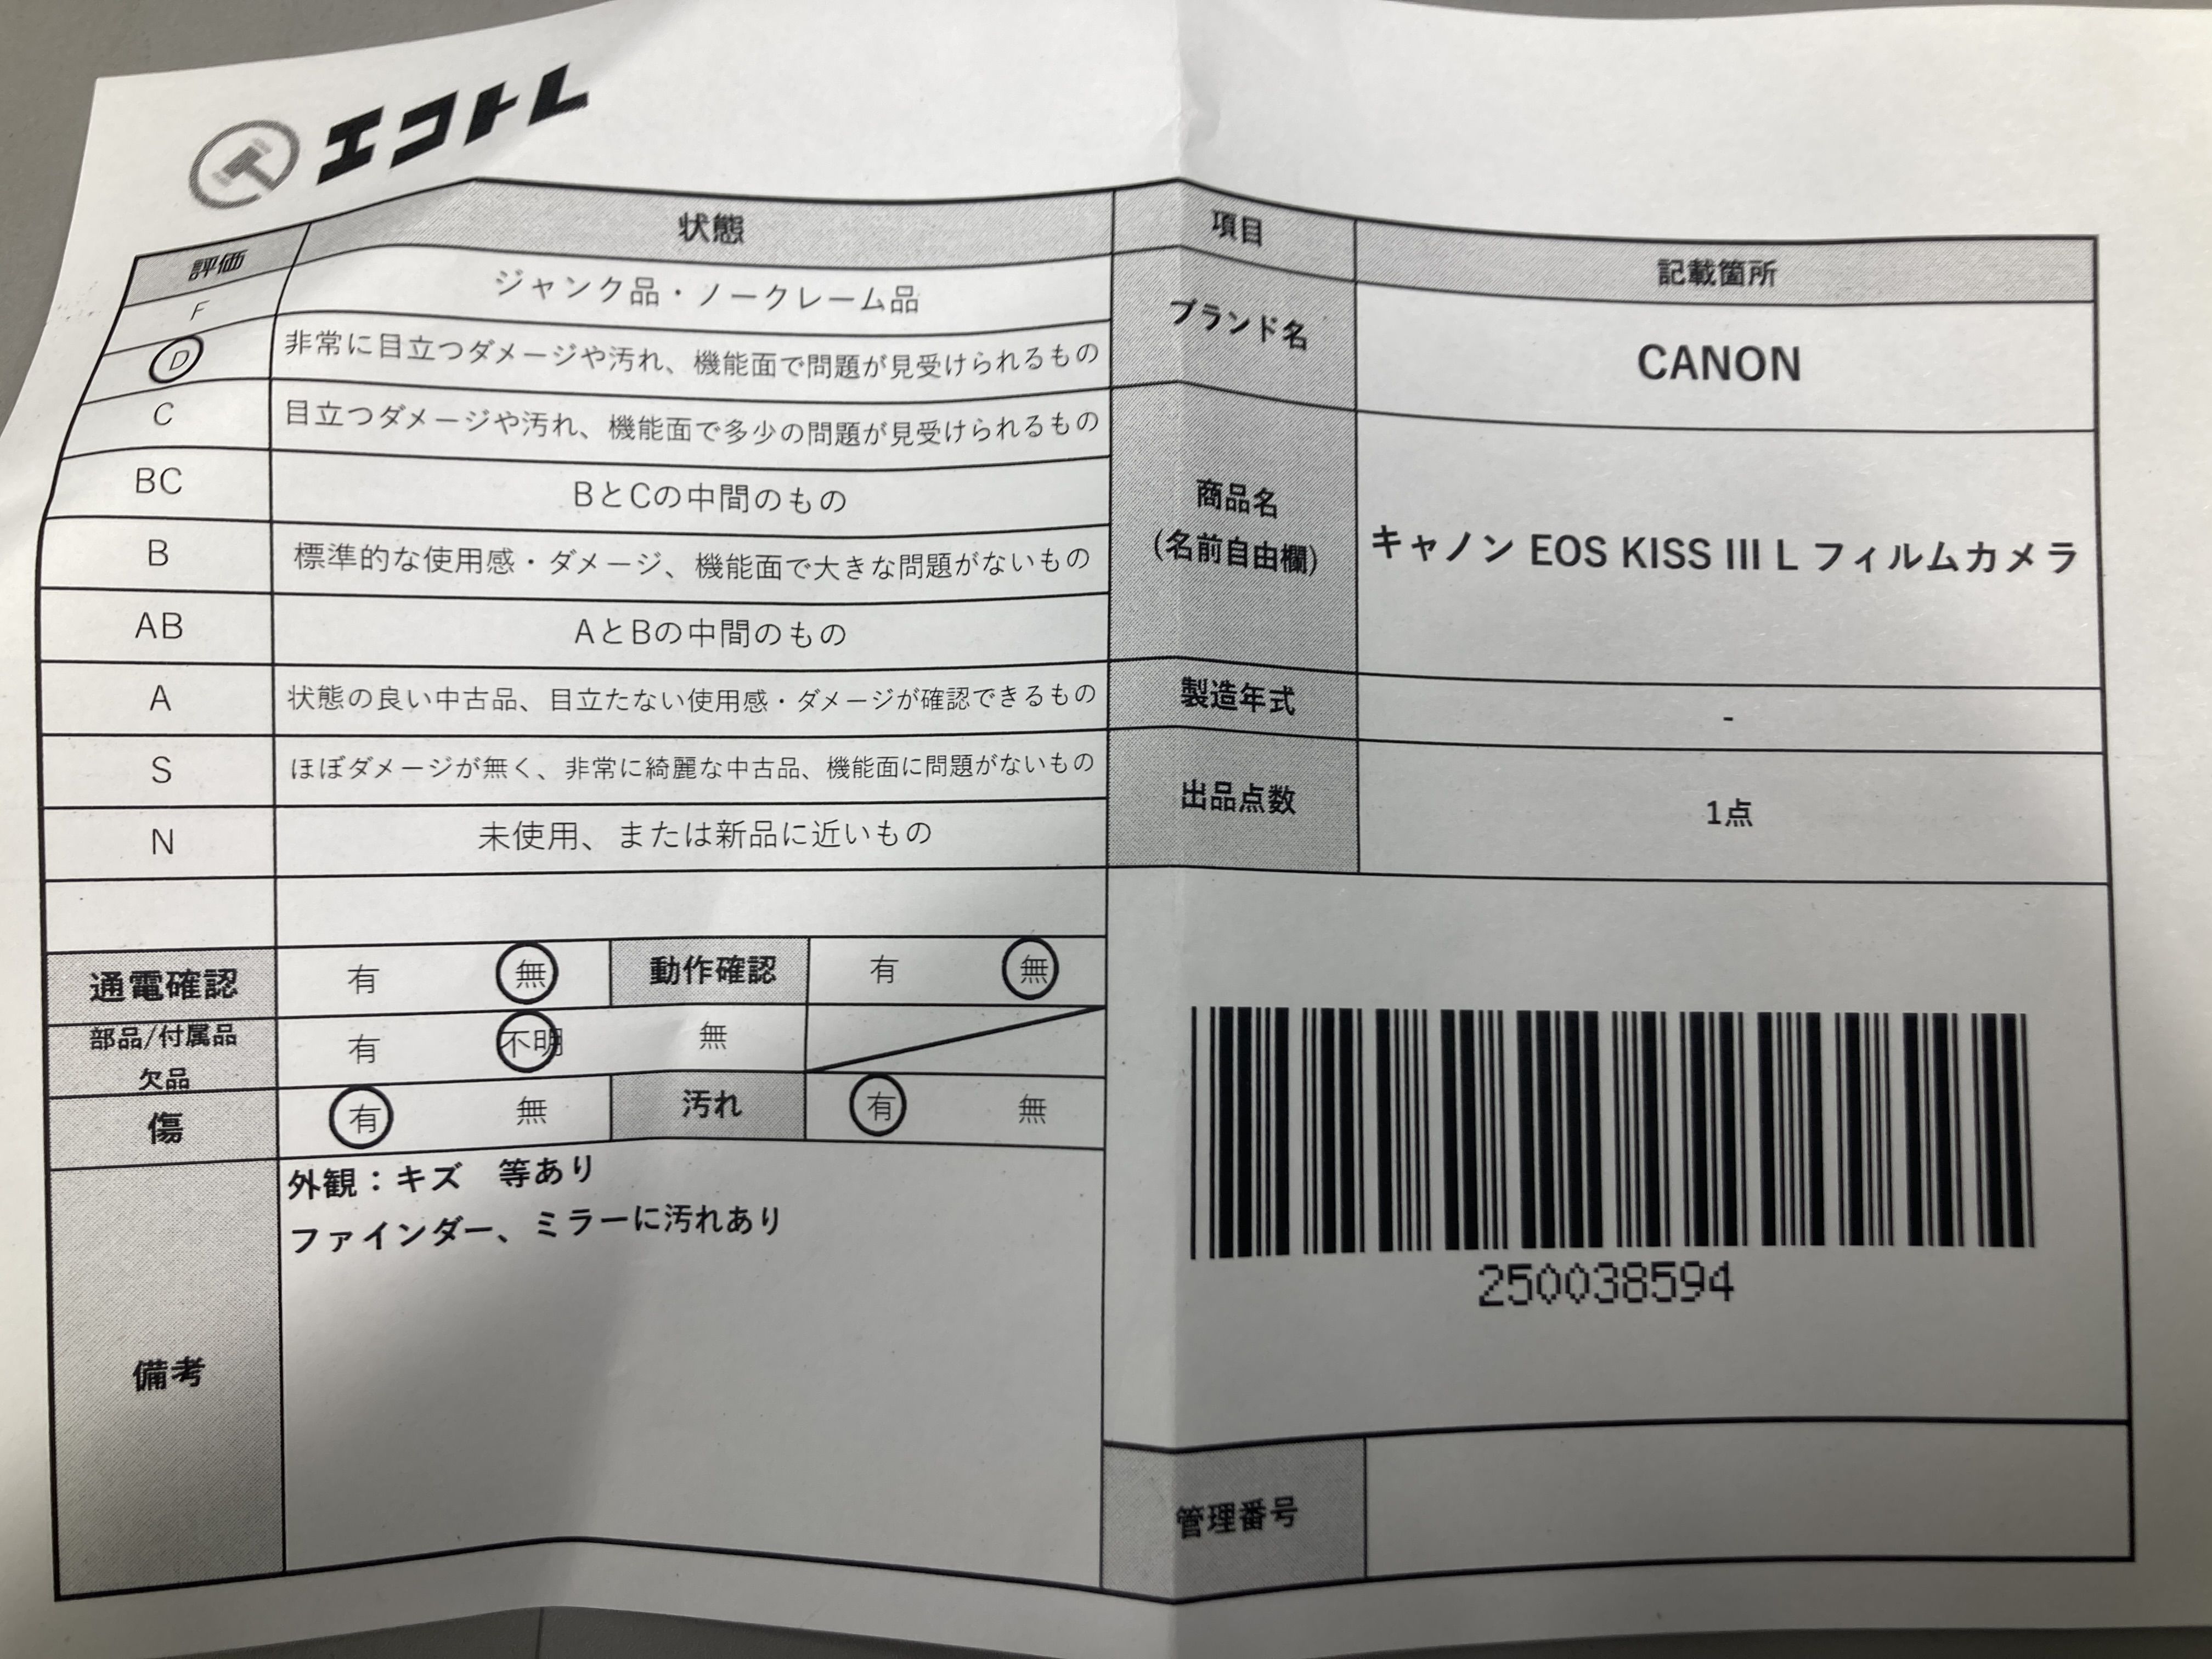 エコトレ
評価 状態
F ジャンク品・ノークレーム品
D 非常に目立つダメージや汚れ、機能面で問題が見受けられるもの
C 目立つダメージや汚れ、機能面で多少の問題が見受けられるもの
BC BとCの中間のもの
B 標準的な使用感・ダメージ、機能面で大きな問題がないもの
AB AとBの中間のもの
A 状態の良い中古品、目立たない使用感・ダメージが確認できるもの
S ほぼダメージが無く、非常に綺麗な中古品、機能面に問題がないもの
N 未使用、または新品に近いもの
通電確認 有 無 動作確認 有 無
部品/付属品
欠品 有 不明 無
傷 有 無 汚れ 有 無
備考
外観：キズ　等あり
ファインダー、ミラーに汚れあり
項目 記載箇所
ブランド名 CANON
商品名
(名前自由欄) キャノン EOS KISS III L フィルムカメラ
製造年式 -
出品点数 1点
250038594
管理番号